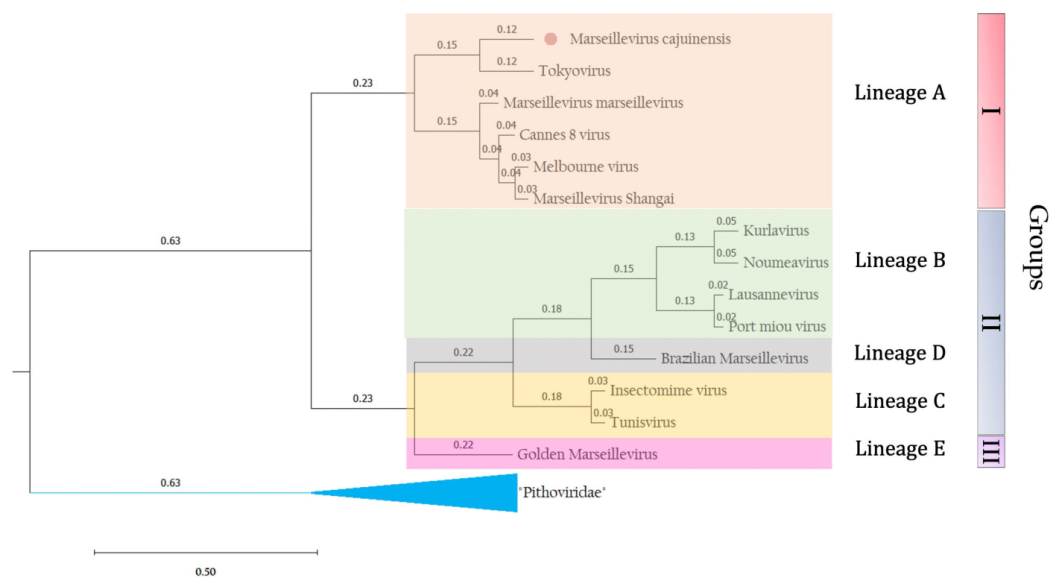 0.12
Marseillevirus cajuinensis
0.15
0.12
Tokyovirus
0.23
Lineage A
I
0.04
Marseillevirus marseillevirus
0.15
0.04
Cannes 8 virus
0.04
0.03
Melbourne virus
0.04
0.03
Marseillevirus Shangai
Groups
0.63
0.05
Kurlavirus
0.13
0.05
Noumeavirus
Lineage B
0.15
0.02
Lausannevirus
0.13
0.02
Port miou virus
0.18
II
0.15
Brazilian Marseillevirus
Lineage D
0.22
0.03
Insectomime virus
0.18
0.03
Tunisvirus
Lineage C
0.23
0.22
Golden Marseillevirus
Lineage E
III
0.63
"Pithoviridae"
0.50